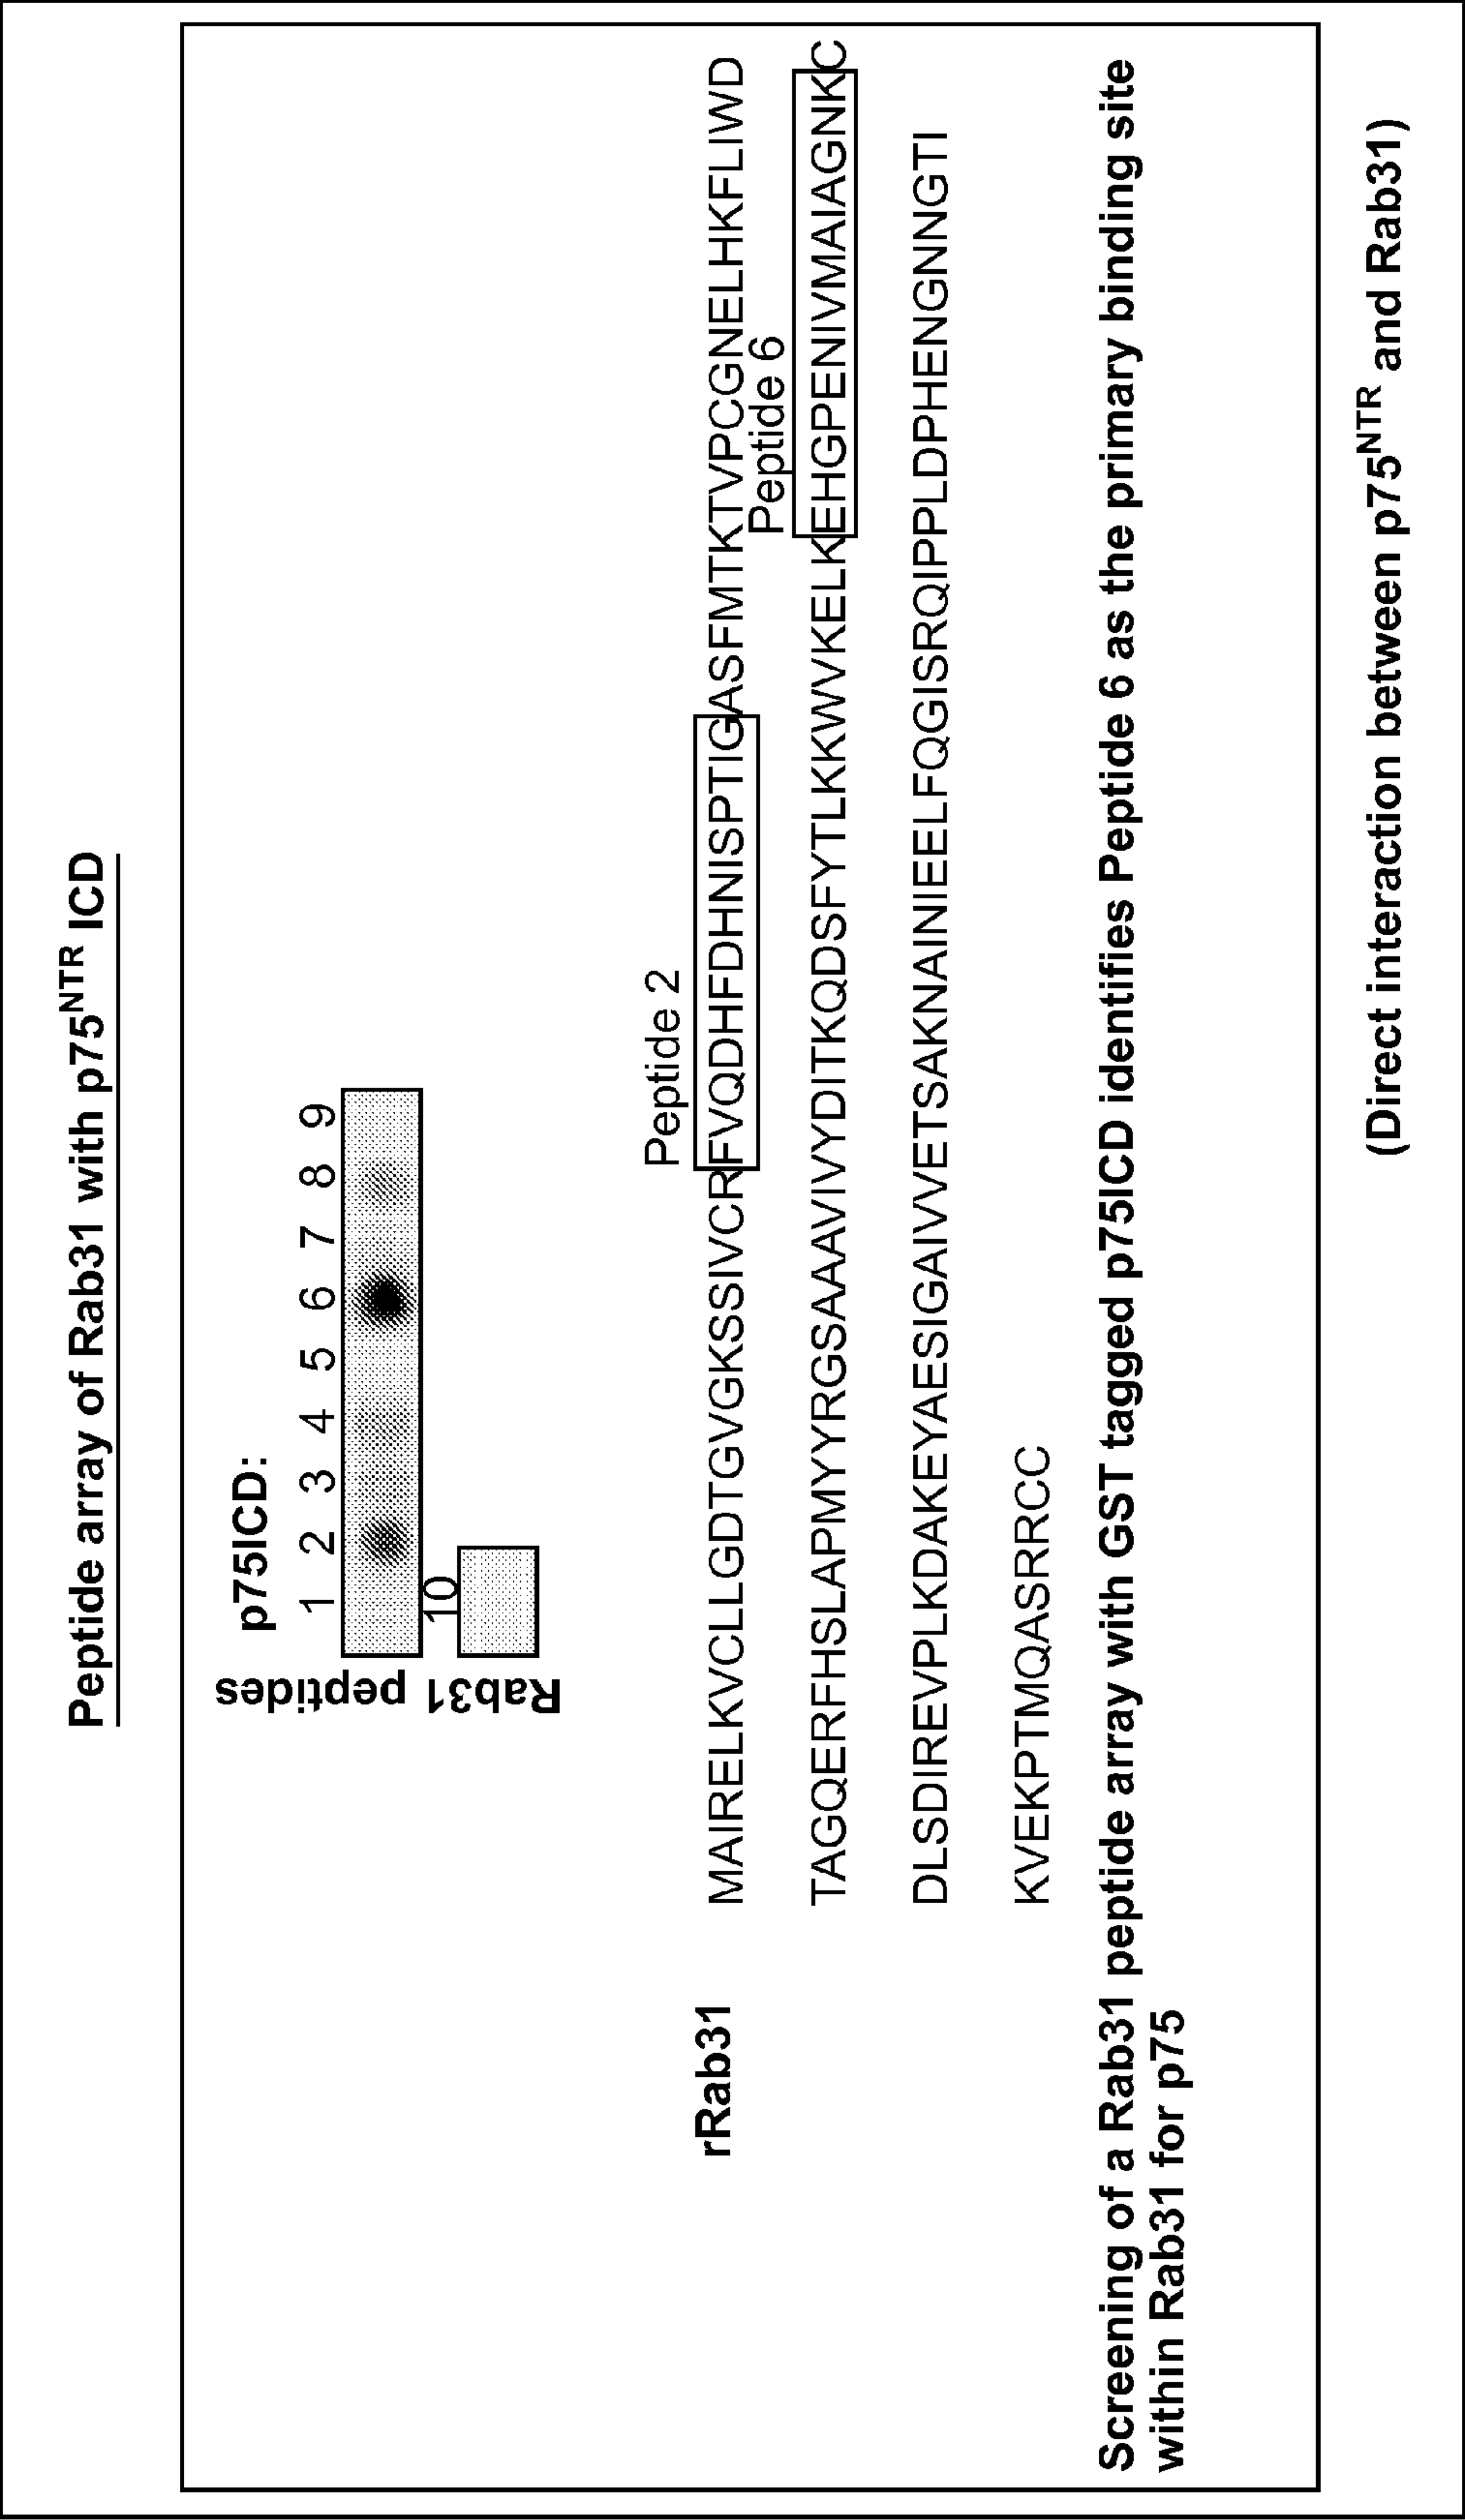 Peptide array of Rab31 with p75NTR ICD
p75ICD:
1 2 3 4 5 6 7 8 9
Rab31 peptides
10
Peptide 2
rRab31
MAIRELKVCLLGDTGVGKSSIVCRFVQDHFDHNISPTIGASFMTKTVPCGNELHKFLIWD
Peptide 6
TAGQERFHSLAPMYYRGSAAAVIVYDITKQDSFYTLKKWVKELKEHGPENIVMAIAGNKC
DLSDIREVPLKDAKEYAESIGAIVVETSAKNAINIEELFQGISRQIPPLDPHENGNNGTI
KVEKPTMQASRRCC
Screening of a Rab31 peptide array with GST tagged p75ICD identifies Peptide 6 as the primary binding site
within Rab31 for p75
(Direct interaction between p75NTR and Rab31)